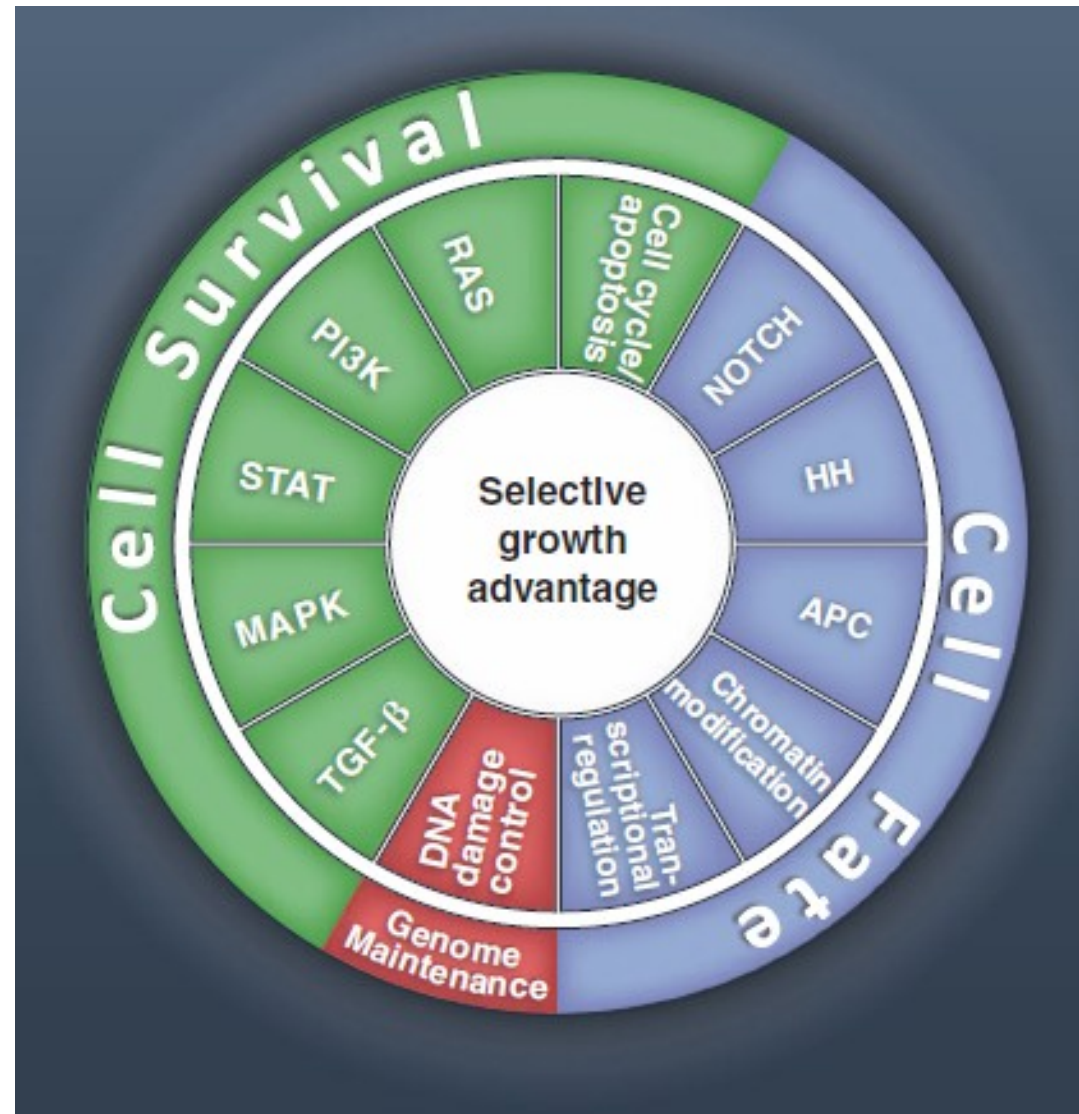 Cell Survival
Cell Fate
Genome
Maintenance
Cell cycle/
apoptosis
NOTCH
HH
APC
Chromatin
modification
Tran-
scriptional
regulation
DNA
damage
control
TGF-β
MAPK
STAT
PI3K
RAS
Selective
growth
advantage